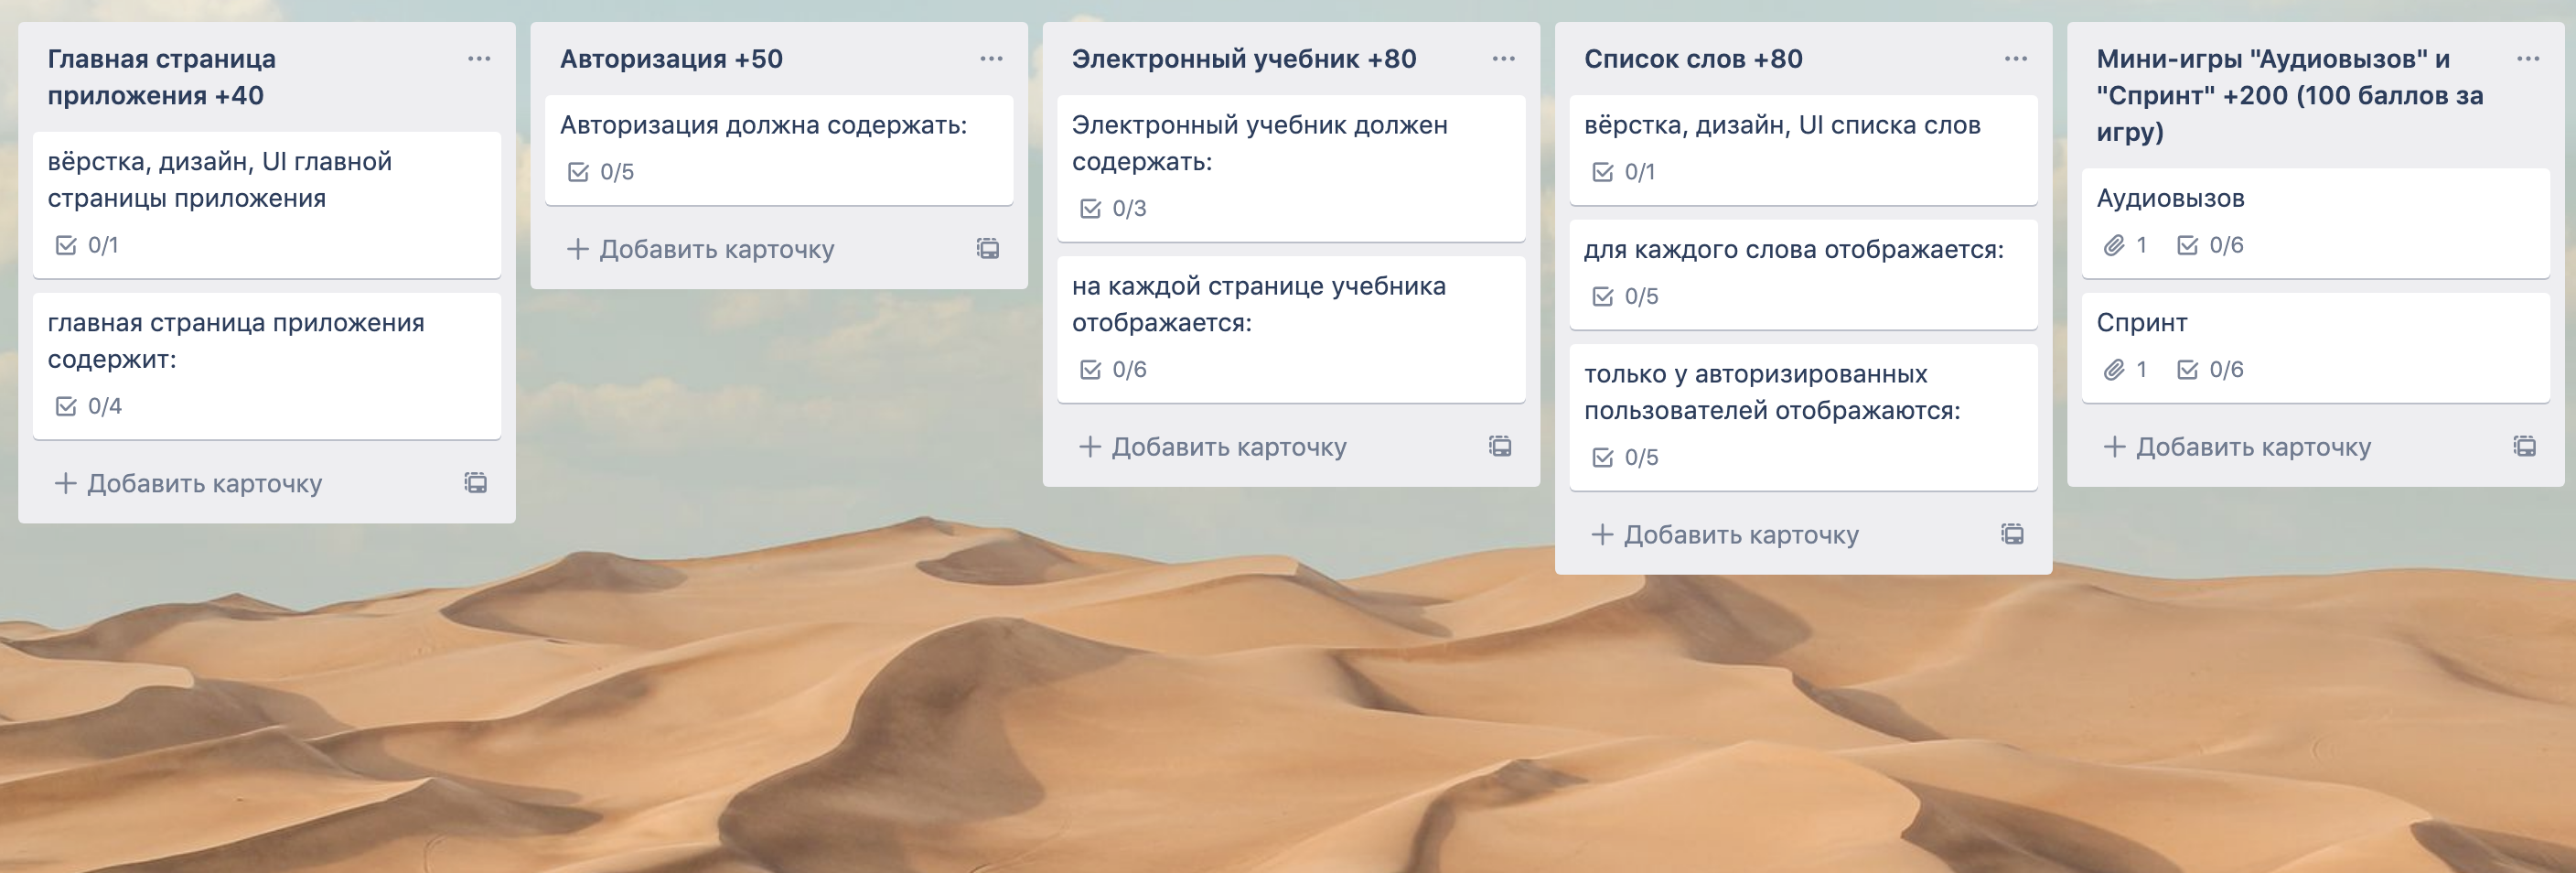 Главная страница
приложения +40
вёрстка, дизайн, UI главной
страницы приложения
0/1
главная страница приложения
содержит:
0/4
+ Добавить карточку
Авторизация +50
Авторизация должна содержать:
0/5
+ Добавить карточку
Электронный учебник +80
Электронный учебник должен
содержать:
0/3
на каждой странице учебника
отображается:
0/6
+ Добавить карточку
Список слов +80
вёрстка, дизайн, UI списка слов
0/1
для каждого слова отображается:
0/5
только у авторизированных
пользователей отображаются:
0/5
+ Добавить карточку
Мини-игры "Аудиовызов" и
"Спринт" +200 (100 баллов за
игру)
Аудиовызов
1 0/6
Спринт
1 0/6
+ Добавить карточку